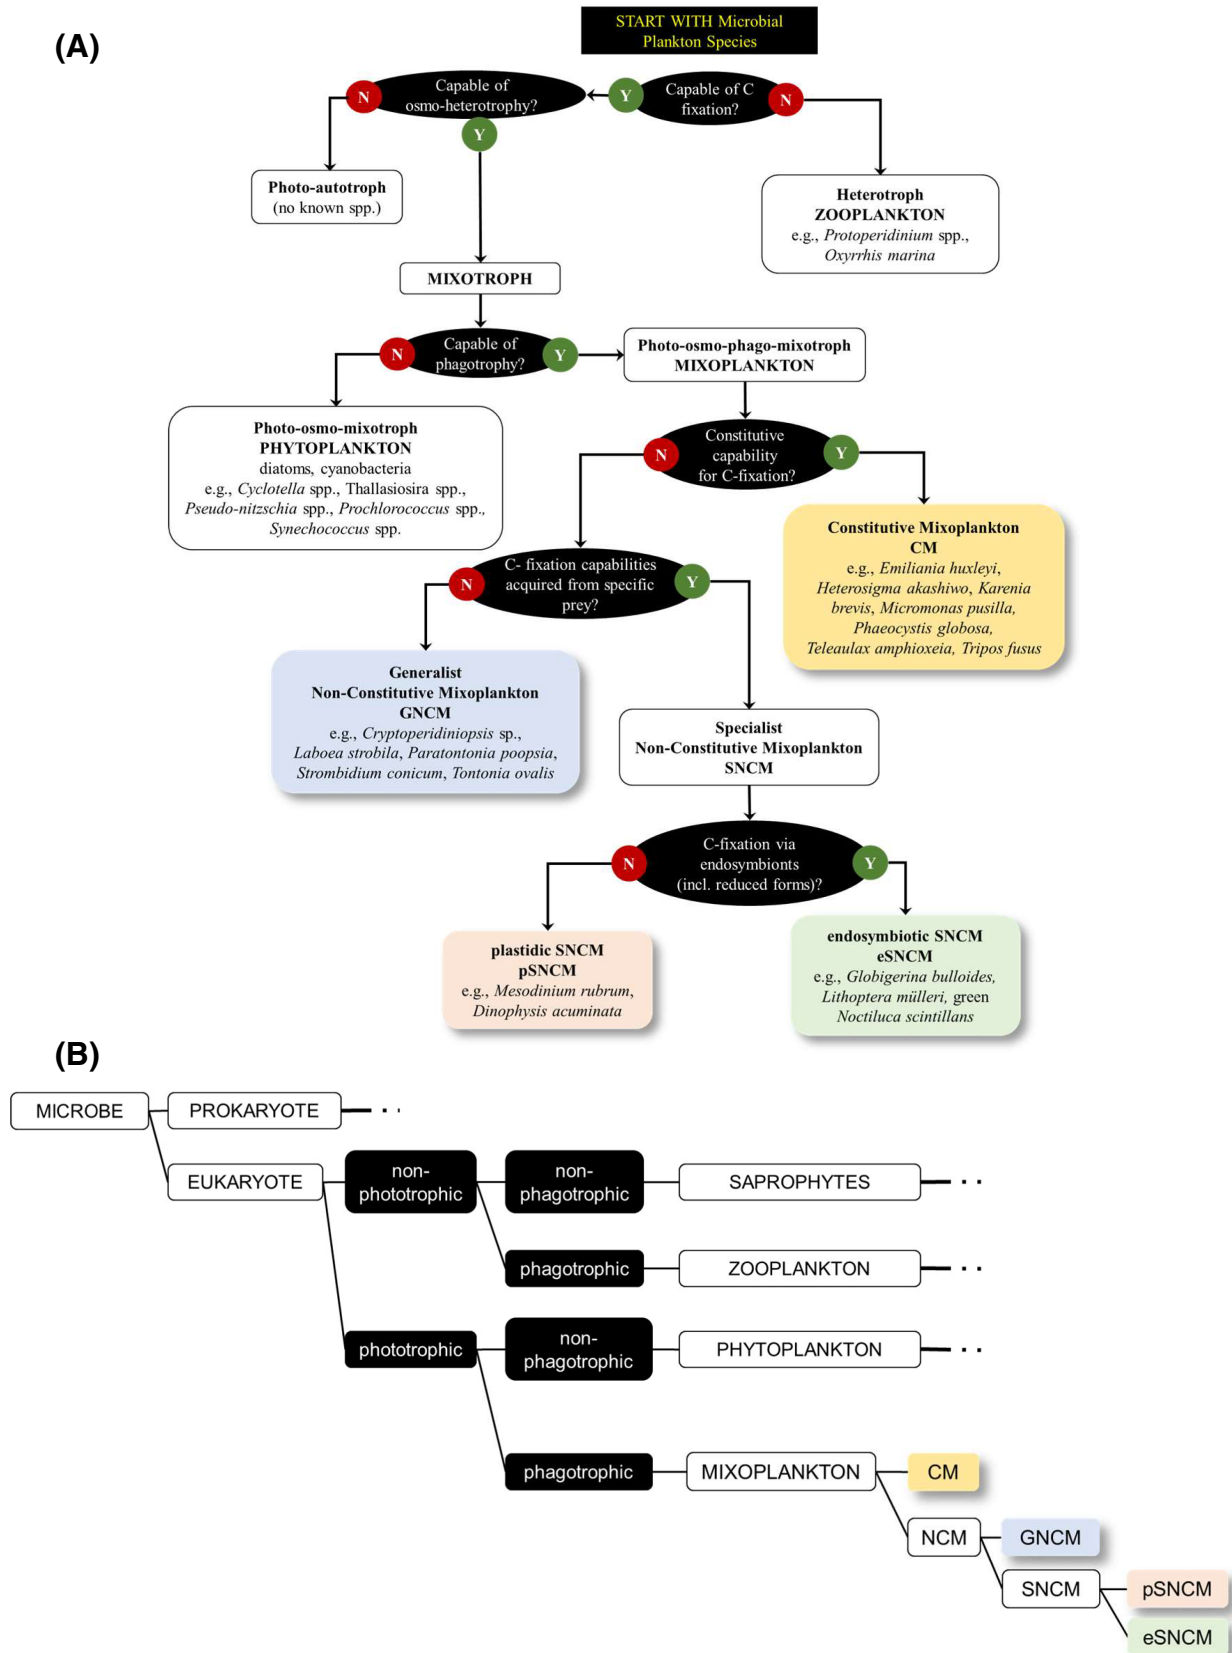 (A)
START WITH Microbial
Plankton Species
Capable of
osmo-heterotrophy?
N
Y
Capable of C
fixation?
Y
N
Photo-autotroph
(no known spp.)
Heterotroph
ZOOPLANKTON
e.g., Protoperidinium spp.,
Oxyrrhis marina
MIXOTROPH
Capable of
phagotrophy?
N
Y
Photo-osmo-phago-mixotroph
MIXOPLANKTON
Photo-osmo-mixotroph
PHYTOPLANKTON
diatoms, cyanobacteria
e.g., Cyclotella spp., Thallasiosira spp.,
Pseudo-nitzschia spp., Prochlorococcus spp.,
Synechococcus spp.
Constitutive
capability
for C-fixation?
N
Y
Constitutive Mixoplankton
CM
e.g., Emiliania huxleyi,
Heterosigma akashiwo, Karenia
brevis, Micromonas pusilla,
Phaeocystis globosa,
Teleaulax amphioxeia, Tripos fusus
C- fixation capabilities
acquired from specific
prey?
N
Y
Generalist
Non-Constitutive Mixoplankton
GNCM
e.g., Cryptoperidiniopsis sp.,
Laboea strobila, Paratontonia poopsia,
Strombidium conicum, Tontonia ovalis
Specialist
Non-Constitutive Mixoplankton
SNCM
C-fixation via
endosymbionts
(incl. reduced forms)?
N
Y
plastidic SNCM
pSNCM
e.g., Mesodinium rubrum,
Dinophysis acuminata
endosymbiotic SNCM
eSNCM
e.g., Globigerina bulloides,
Lithoptera mülleri, green
Noctiluca scintillans
(B)
MICROBE
PROKARYOTE
EUKARYOTE
non-
phototrophic
non-
phagotrophic
SAPROPHYTES
phagotrophic
ZOOPLANKTON
phototrophic
non-
phagotrophic
PHYTOPLANKTON
phagotrophic
MIXOPLANKTON
CM
NCM
GNCM
SNCM
pSNCM
eSNCM